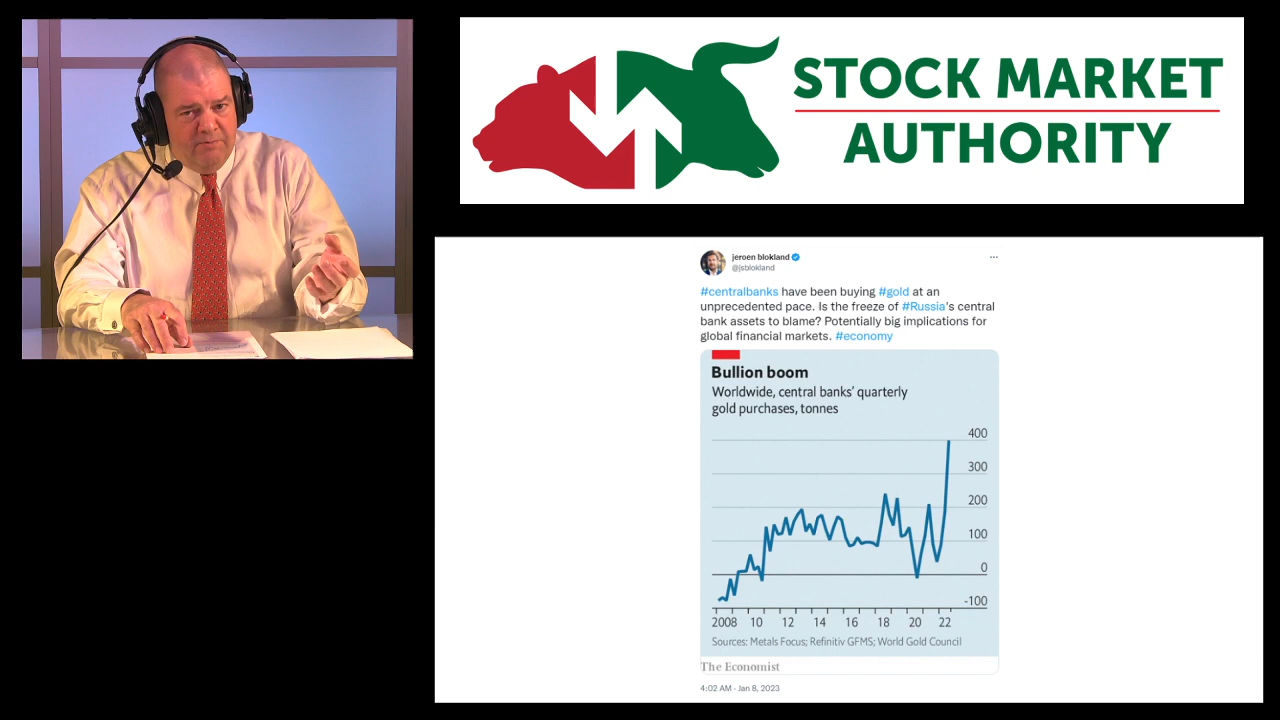 STOCK MARKET
AUTHORITY
jeroen blokland
@jsblokland
...
#centralbanks have been buying #gold at an
unprecedented pace. Is the freeze of #Russia's central
bank assets to blame? Potentially big implications for
global financial markets. #economy
Bullion boom
Worldwide, central banks' quarterly
gold purchases, tonnes
400
300
200
100
0
-100
2008 10 12 14 16 18 20 22
Sources: Metals Focus; Refinitiv GFMS; World Gold Council
The Economist
4:02 AM · Jan 8, 2023